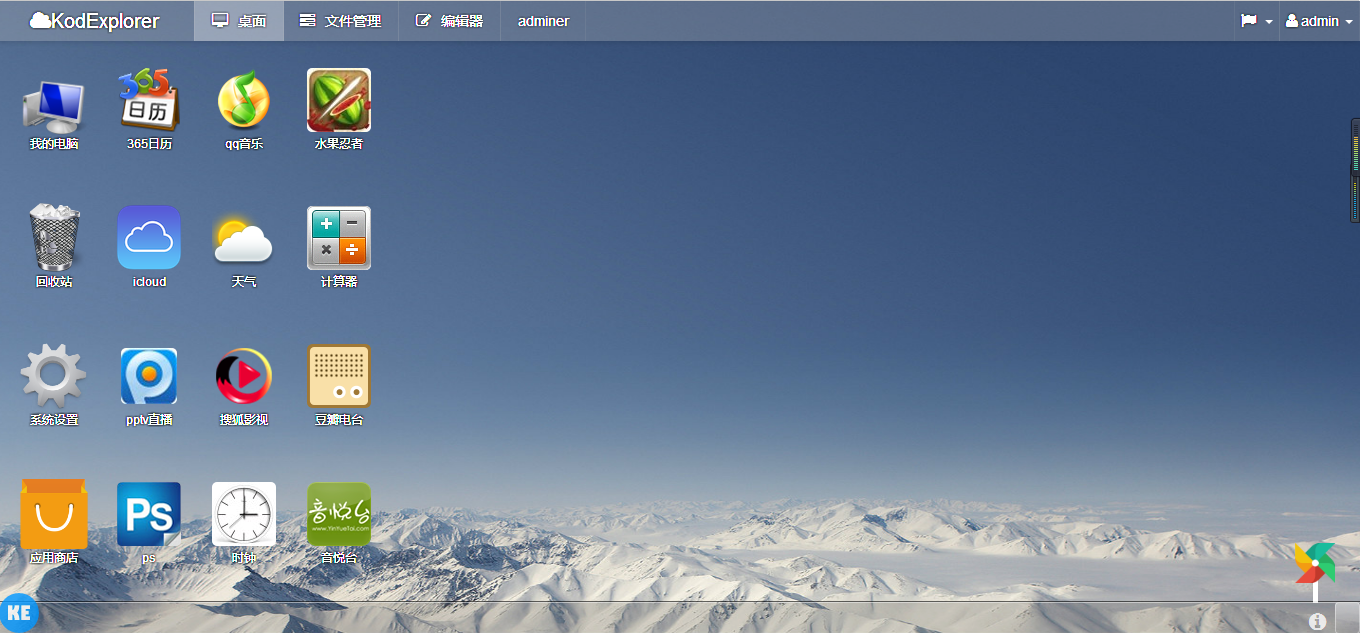 KodExplorer 桌面 文件管理 编辑器 adminer admin
我的电脑 365日历 qq音乐 水果忍者
回收站 icloud 天气 计算器
系统设置 pptv直播 搜狐影视 豆瓣电台
应用商店 ps 时钟 音悦台
365
日历
Ps
音悦台
www.YinYueTai.com
KE